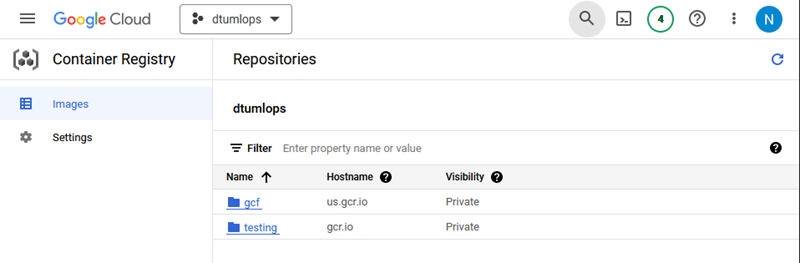 Google Cloud dtumlops 4 N
Container Registry Repositories
Images
Settings
dtumlops
Filter Enter property name or value
Name Hostname Visibility
gcf us.gcr.io Private
testing gcr.io Private